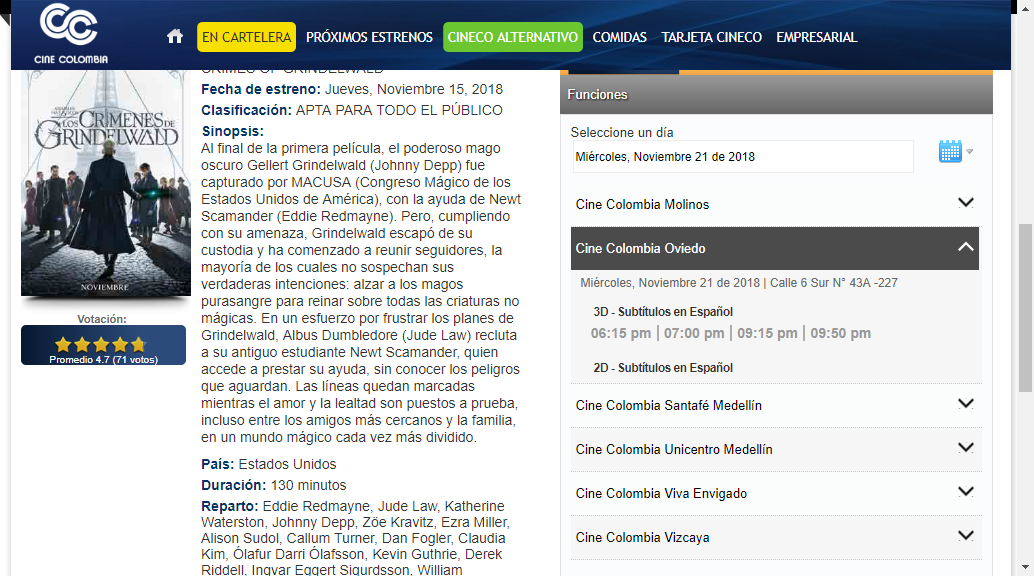 CINE COLOMBIA
EN CARTELERA
PRÓXIMOS ESTRENOS
CINECO ALTERNATIVO
COMIDAS
TARJETA CINECO
EMPRESARIAL
LOS CRÍMENES DE
GRINDELWALD
NOVIEMBRE
Votación:
Promedio 4.7 (71 votos)
CRIMES OF GRINDELWALD
Fecha de estreno: Jueves, Noviembre 15, 2018
Clasificación: APTA PARA TODO EL PÚBLICO
Sinopsis:
Al final de la primera película, el poderoso mago
oscuro Gellert Grindelwald (Johnny Depp) fue
capturado por MACUSA (Congreso Mágico de los
Estados Unidos de América), con la ayuda de Newt
Scamander (Eddie Redmayne). Pero, cumpliendo
con su amenaza, Grindelwald escapó de su
custodia y ha comenzado a reunir seguidores, la
mayoría de los cuales no sospechan sus
verdaderas intenciones: alzar a los magos
purasangre para reinar sobre todas las criaturas no
mágicas. En un esfuerzo por frustrar los planes de
Grindelwald, Albus Dumbledore (Jude Law) recluta
a su antiguo estudiante Newt Scamander, quien
accede a prestar su ayuda, sin conocer los peligros
que aguardan. Las líneas quedan marcadas
mientras el amor y la lealtad son puestos a prueba,
incluso entre los amigos más cercanos y la familia,
en un mundo mágico cada vez más dividido.
País: Estados Unidos
Duración: 130 minutos
Reparto: Eddie Redmayne, Jude Law, Katherine
Waterston, Johnny Depp, Zöe Kravitz, Ezra Miller,
Alison Sudol, Callum Turner, Dan Fogler, Claudia
Kim, Ólafur Darri Ólafsson, Kevin Guthrie, Derek
Riddell, Ingvar Eggert Sigurdsson, William
Funciones
Seleccione un día
Miércoles, Noviembre 21 de 2018
Cine Colombia Molinos
Cine Colombia Oviedo
Miércoles, Noviembre 21 de 2018 | Calle 6 Sur N° 43A -227
3D - Subtítulos en Español
06:15 pm | 07:00 pm | 09:15 pm | 09:50 pm
2D - Subtítulos en Español
Cine Colombia Santafé Medellín
Cine Colombia Unicentro Medellín
Cine Colombia Viva Envigado
Cine Colombia Vizcaya